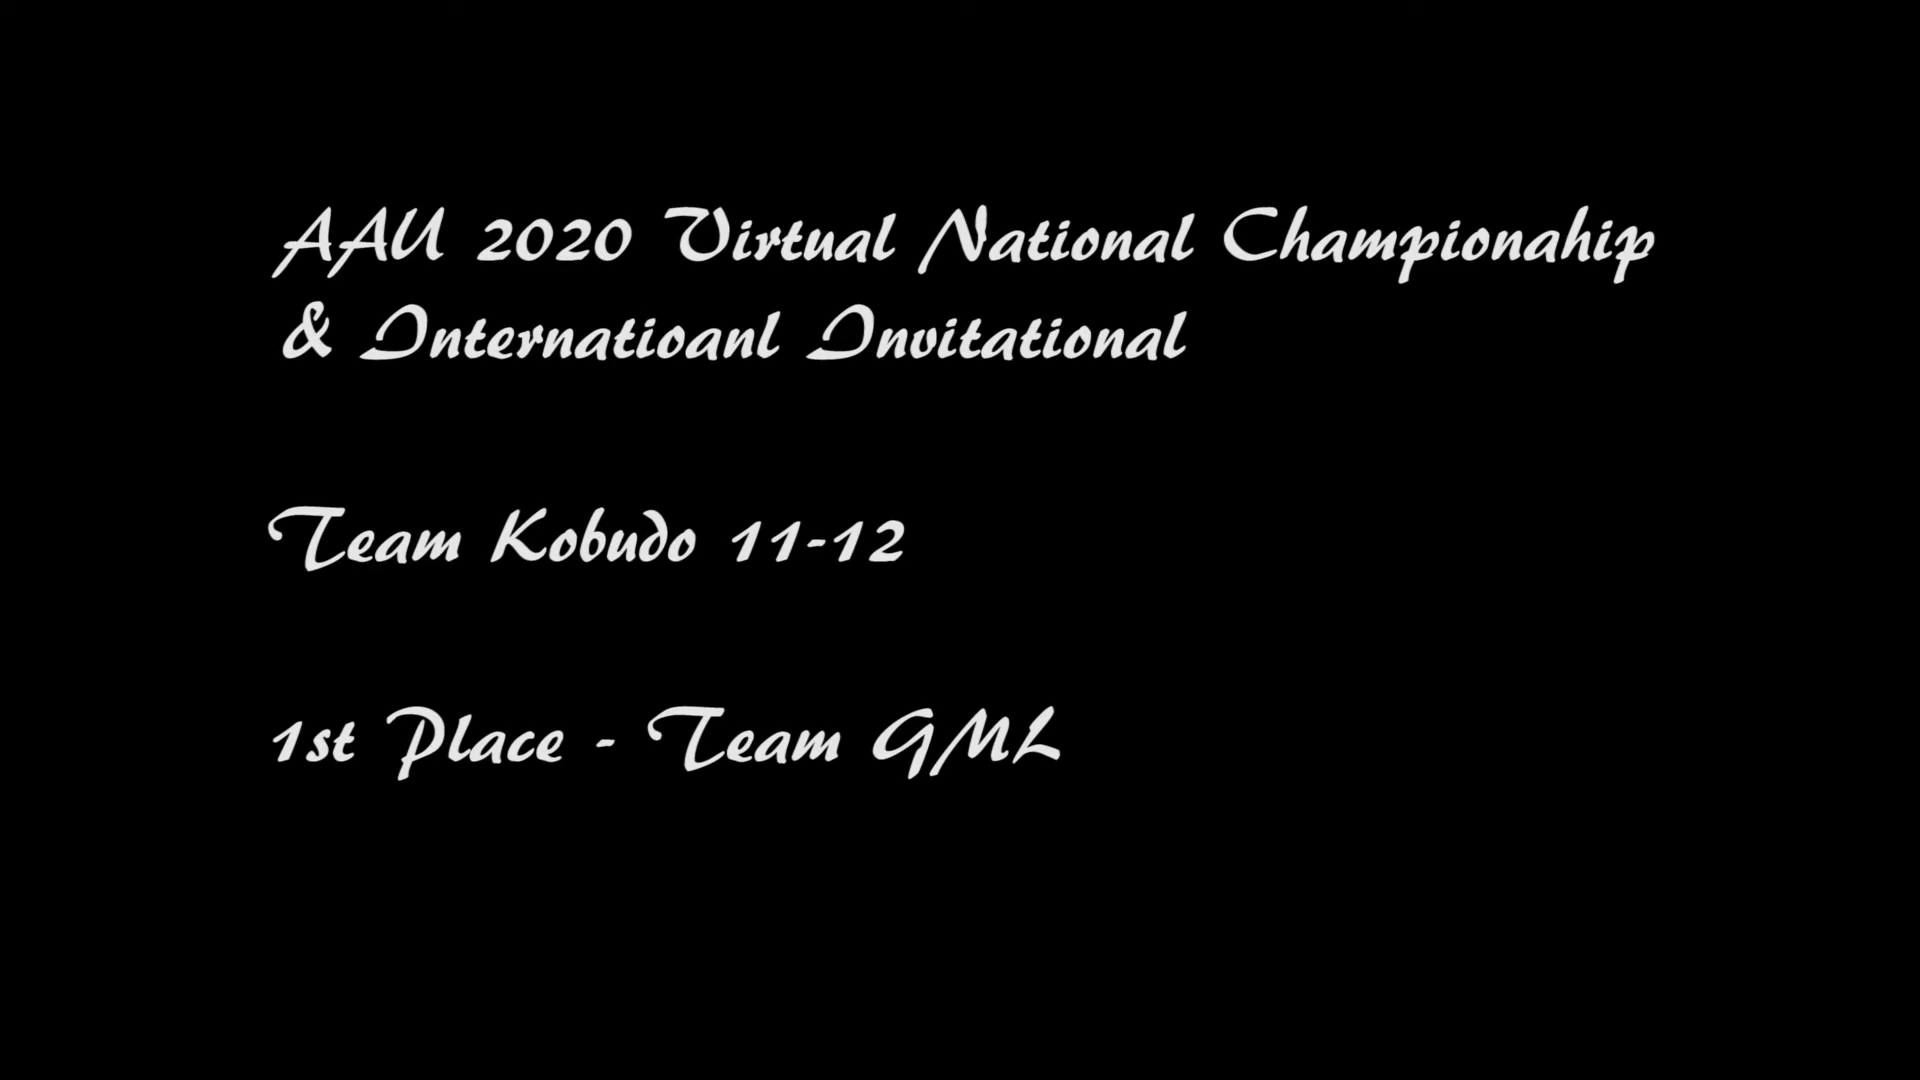 AAU 2020 Virtual National Championahip
& Internatioanl Invitational
Team Kobudo 11-12
1st Place - Team GML